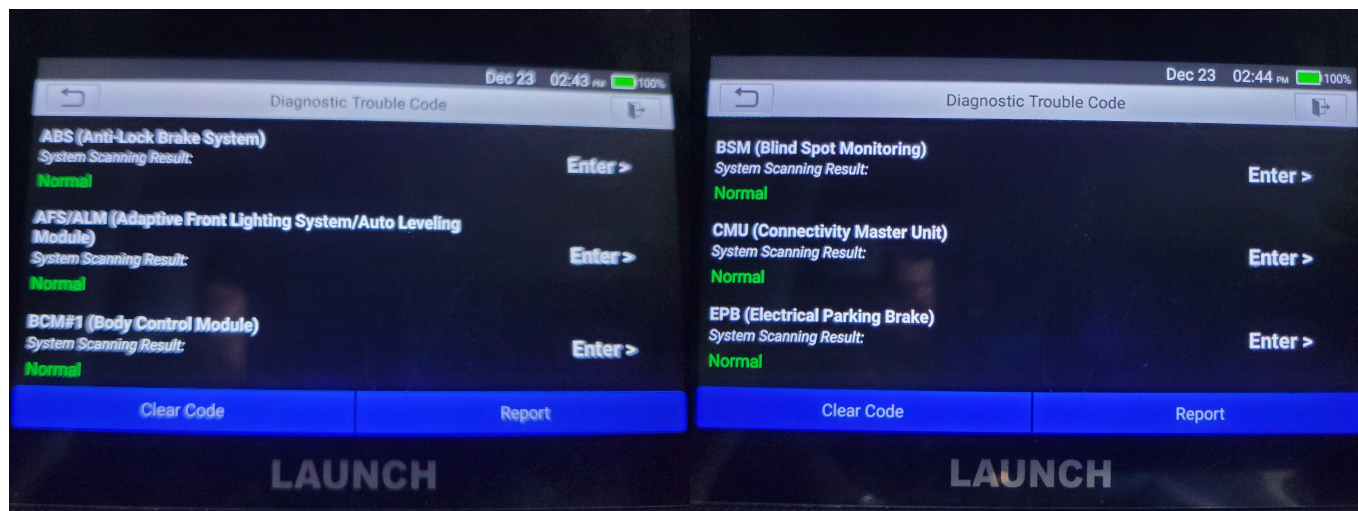 Dec 23 02:43 PM 100%
Diagnostic Trouble Code
ABS (Anti-Lock Brake System)
System Scanning Result:
Normal
Enter >
AFS/ALM (Adaptive Front Lighting System/Auto Leveling
Module)
System Scanning Result:
Normal
Enter >
BCM#1 (Body Control Module)
System Scanning Result:
Normal
Enter >
Clear Code
Report
LAUNCH
Dec 23 02:44 PM 100%
Diagnostic Trouble Code
BSM (Blind Spot Monitoring)
System Scanning Result:
Normal
Enter >
CMU (Connectivity Master Unit)
System Scanning Result:
Normal
Enter >
EPB (Electrical Parking Brake)
System Scanning Result:
Normal
Enter >
Clear Code
Report
LAUNCH